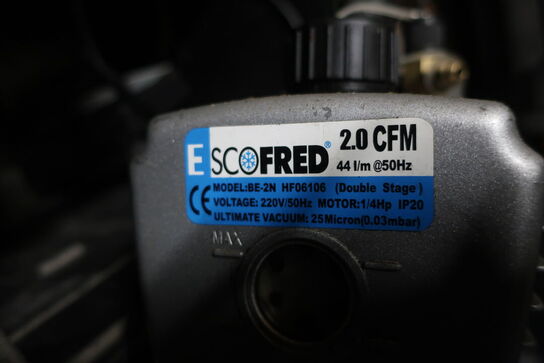 ESCOFRED® 2.0 CFM
44 l/m @50Hz
MODEL:BE-2N HF06106 (Double Stage)
CE VOLTAGE: 220V/50Hz MOTOR:1/4Hp IP20
ULTIMATE VACUUM: 25Micron(0.03mbar)
MAX